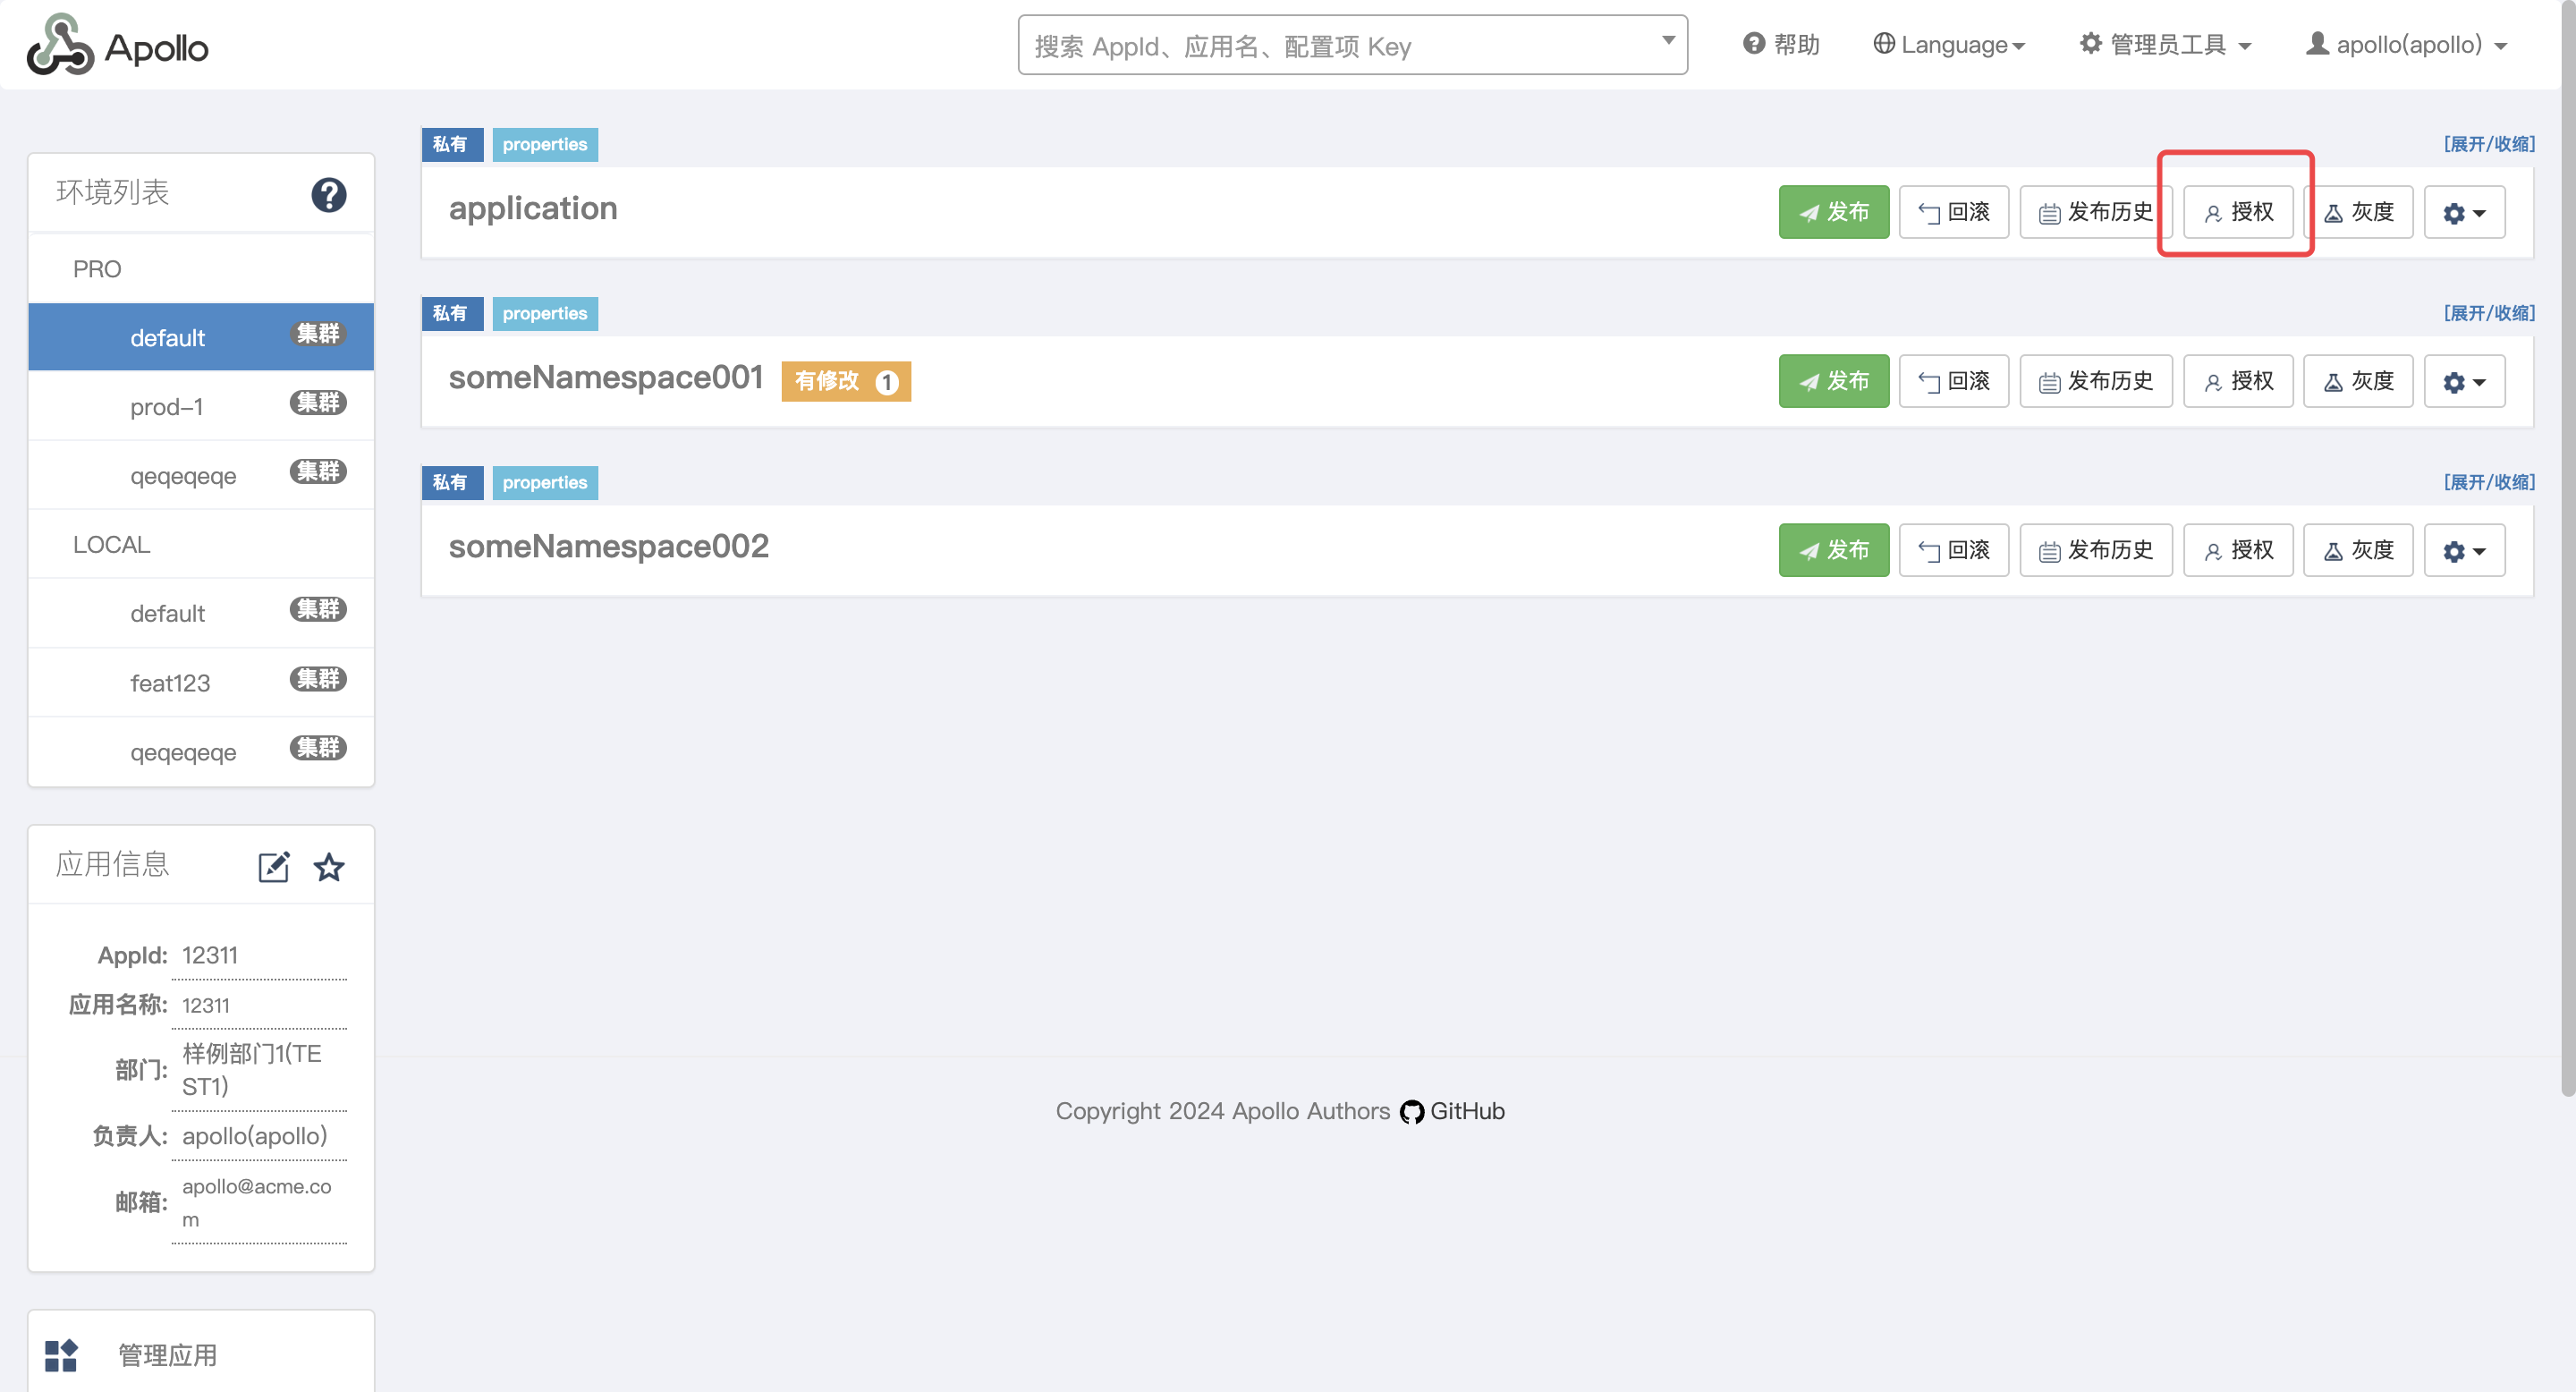 Apollo
搜索 AppId、应用名、配置项 Key
帮助
Language
管理员工具
apollo(apollo)
环境列表
PRO
default 集群
prod-1 集群
qeqeqeqe 集群
LOCAL
default 集群
feat123 集群
qeqeqeqe 集群
应用信息
AppId: 12311
应用名称: 12311
部门: 样例部门1(TE
ST1)
负责人: apollo(apollo)
邮箱: apollo@acme.co
m
管理应用
私有 properties [展开/收缩]
application 发布 回滚 发布历史 授权 灰度
私有 properties [展开/收缩]
someNamespace001 有修改 1 发布 回滚 发布历史 授权 灰度
私有 properties [展开/收缩]
someNamespace002 发布 回滚 发布历史 授权 灰度
Copyright 2024 Apollo Authors GitHub